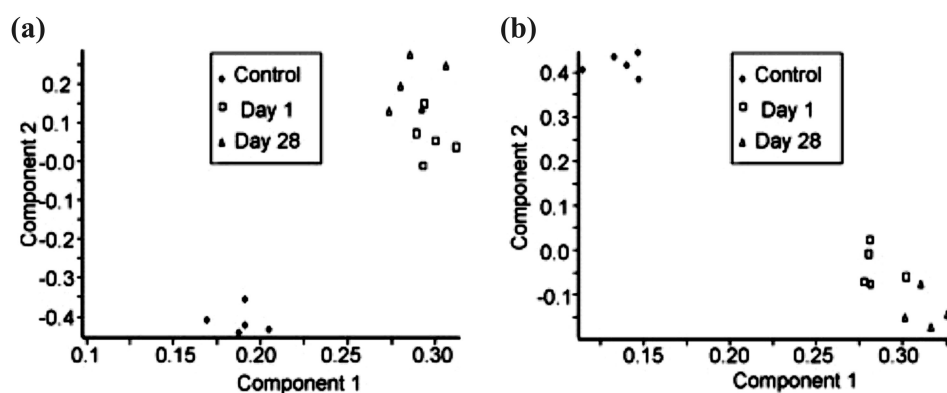 (a)
Component 2
0.2
0.1
-0.0
-0.1
-0.2
-0.3
-0.4
Control
Day 1
Day 28
0.1
0.15
0.20
0.25
0.30
Component 1
(b)
Component 2
0.4
0.3
0.2
0.1
0.0
-0.1
Control
Day 1
Day 28
0.15
0.20
0.25
0.30
Component 1